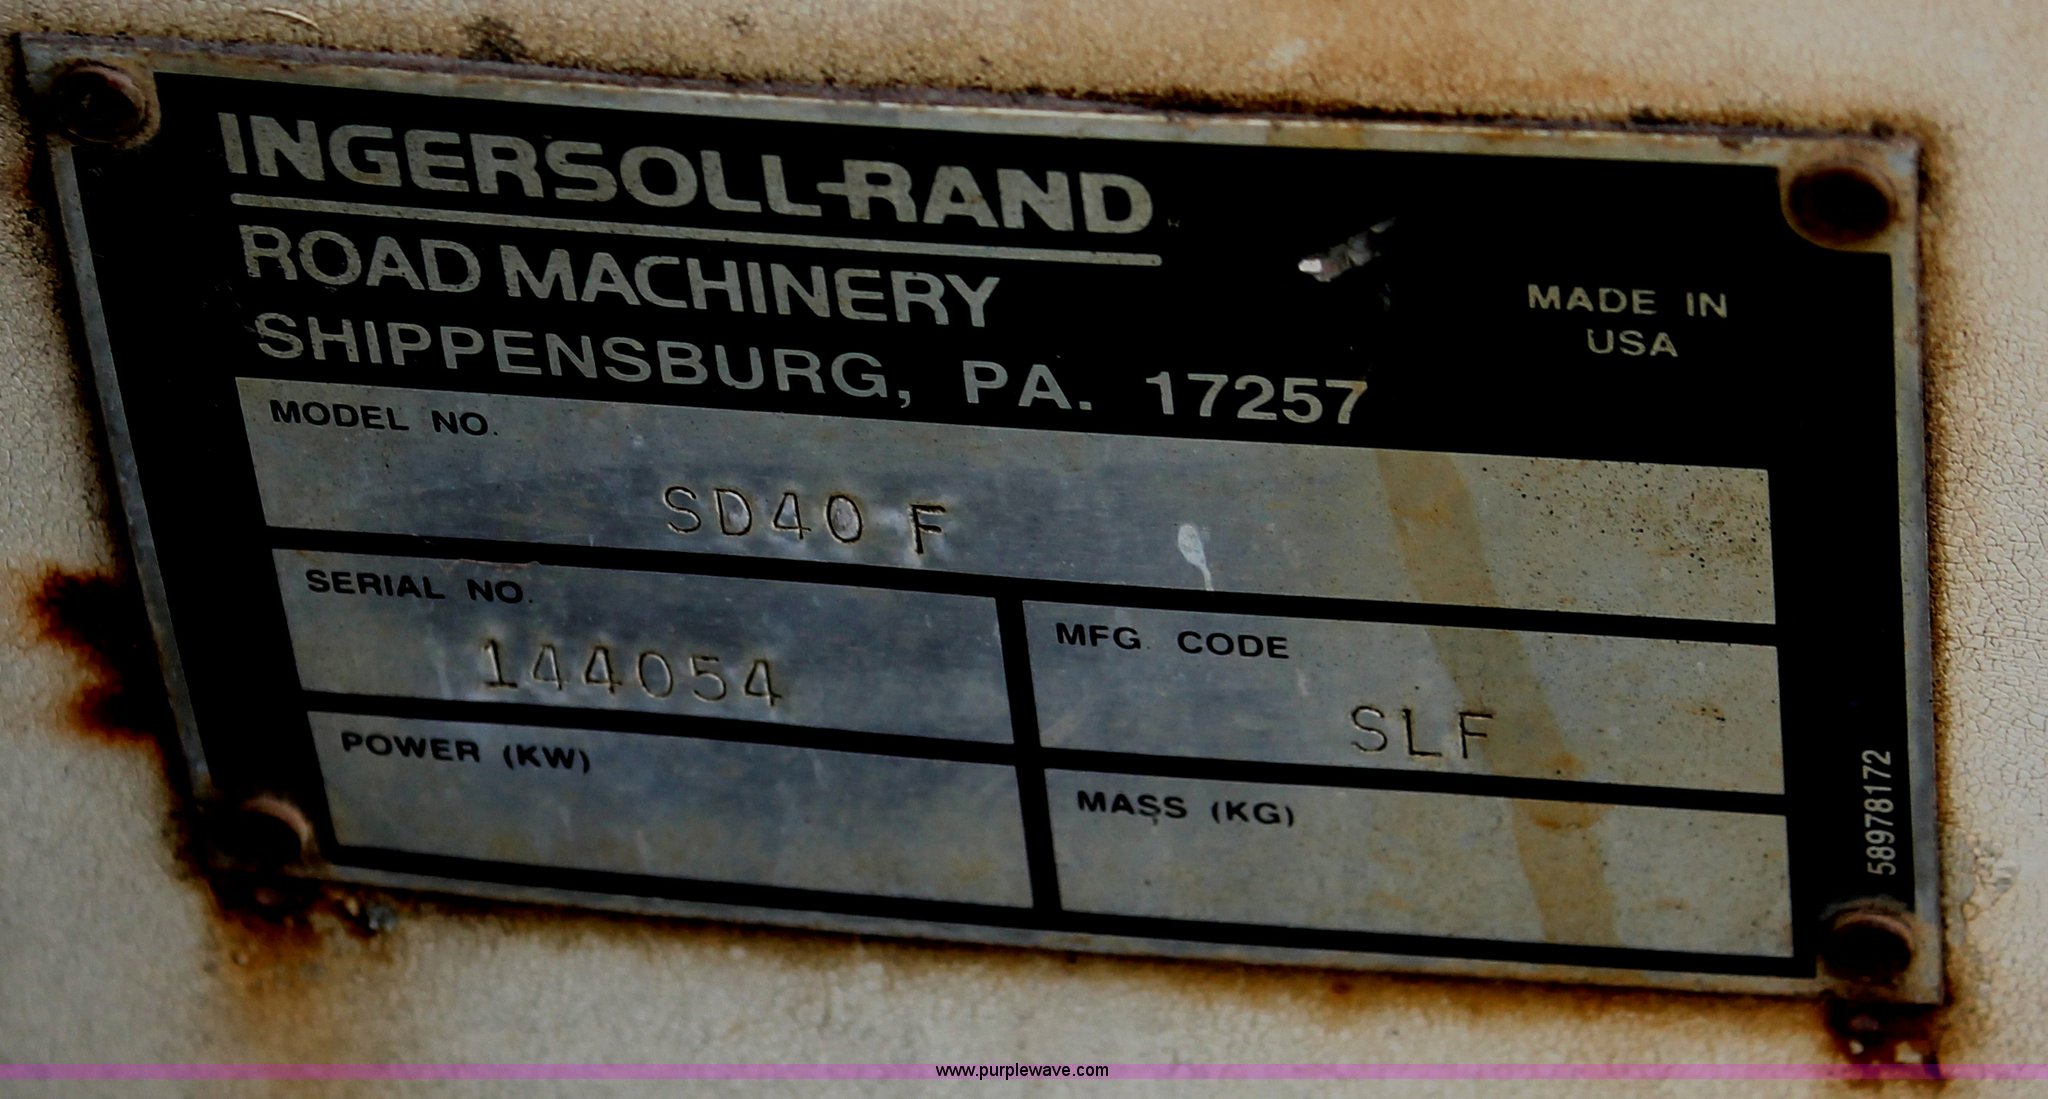 INGERSOLL-RAND
ROAD MACHINERY
SHIPPENSBURG, PA. 17257
MADE IN
USA
MODEL NO.
SD40 F
SERIAL NO.
144054
MFG. CODE
SLF
POWER (KW)
MASS (KG)
58978172
www.purplewave.com